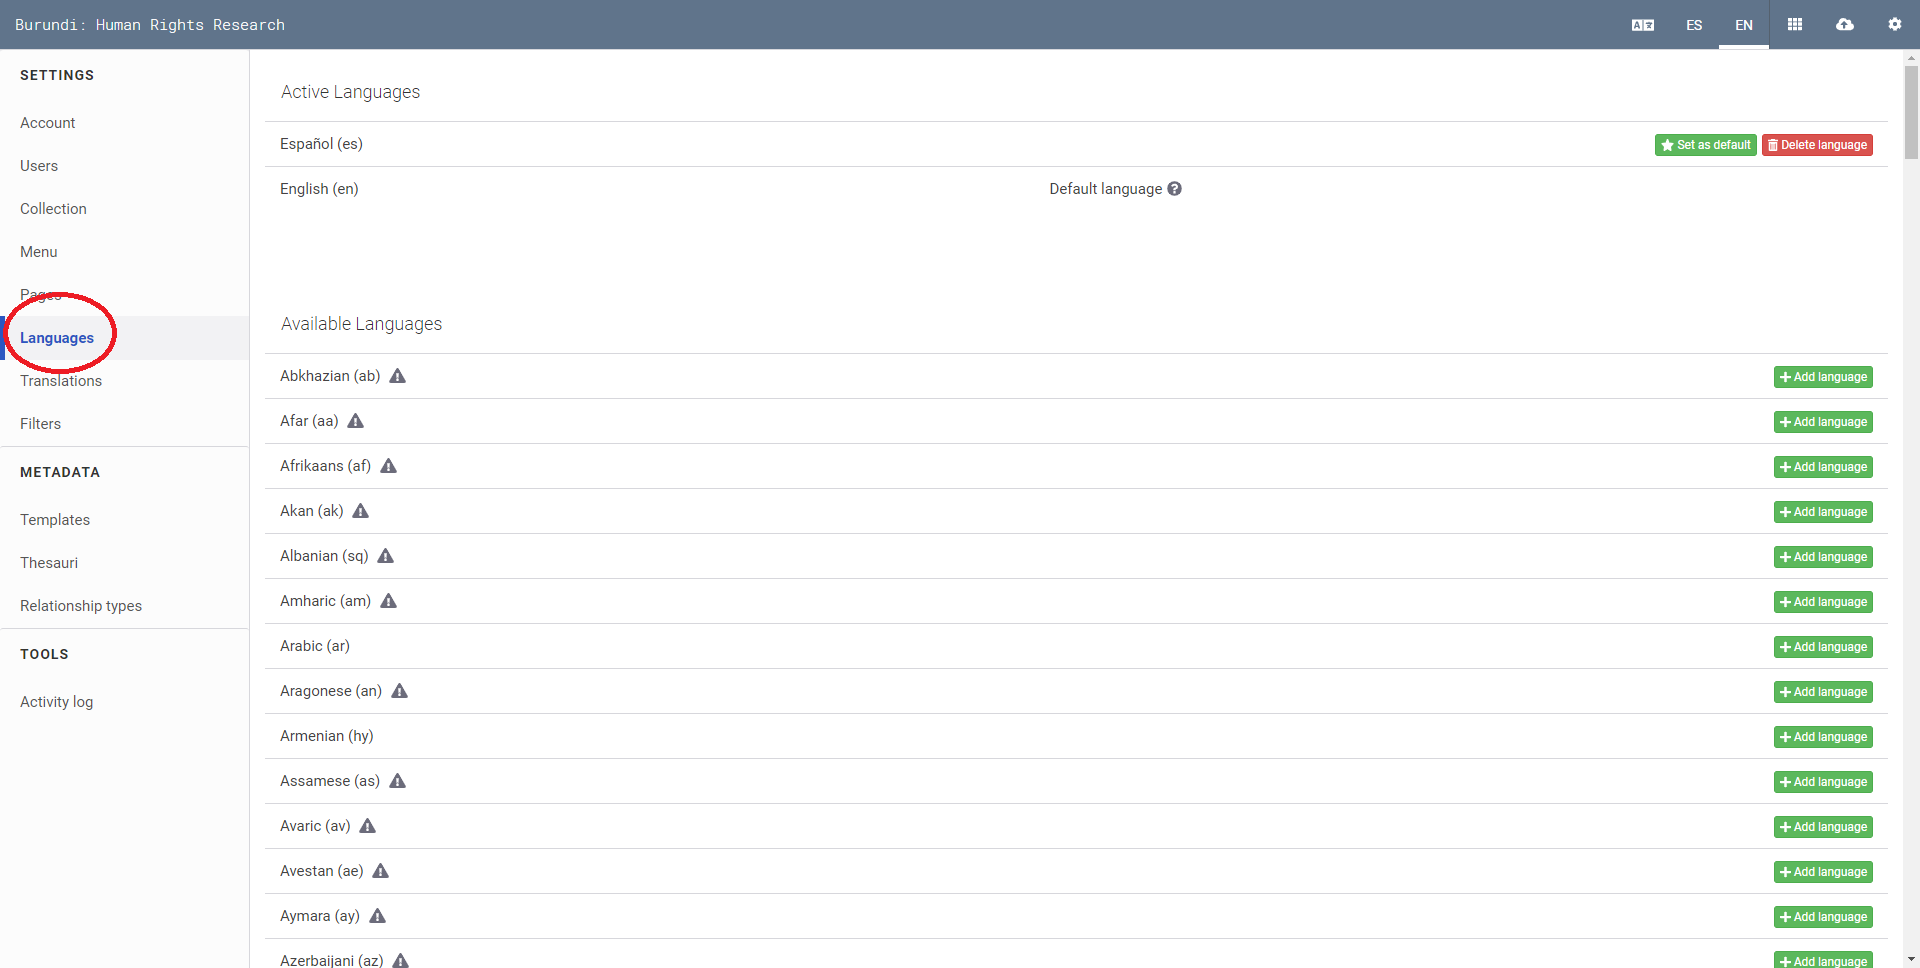 Burundi: Human Rights Research
ES
EN
SETTINGS
Account
Users
Collection
Menu
Pages
Languages
Translations
Filters
METADATA
Templates
Thesauri
Relationship types
TOOLS
Activity log
Active Languages
Español (es)
Set as default
Delete language
English (en)
Default language
Available Languages
Abkhazian (ab)
Add language
Afar (aa)
Add language
Afrikaans (af)
Add language
Akan (ak)
Add language
Albanian (sq)
Add language
Amharic (am)
Add language
Arabic (ar)
Add language
Aragonese (an)
Add language
Armenian (hy)
Add language
Assamese (as)
Add language
Avaric (av)
Add language
Avestan (ae)
Add language
Aymara (ay)
Add language
Azerbaijani (az)
Add language